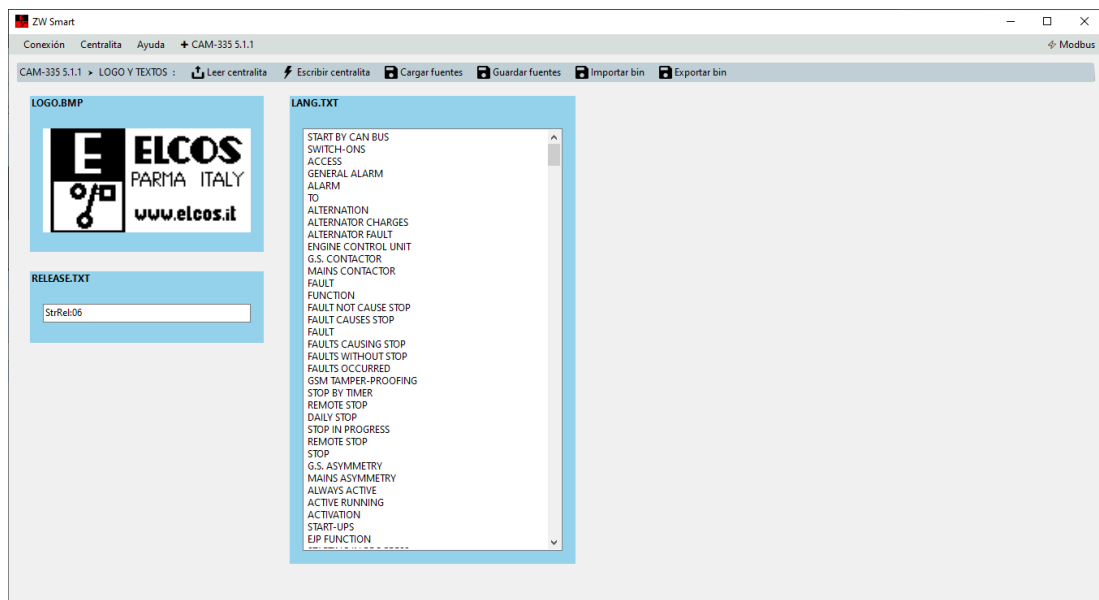 ZW Smart
Conexión Centralita Ayuda + CAM-335 5.1.1 Modbus
CAM-335 5.1.1 ➤ LOGO Y TEXTOS : Leer centralita Escribir centralita Cargar fuentes Guardar fuentes Importar bin Exportar bin
LOGO.BMP
E
ELCOS
PARMA ITALY
www.elcos.it
RELEASE.TXT
StrRel:06
LANG.TXT
START BY CAN BUS
SWITCH-ONS
ACCESS
GENERAL ALARM
ALARM
TO
ALTERNATION
ALTERNATOR CHARGES
ALTERNATOR FAULT
ENGINE CONTROL UNIT
G.S. CONTACTOR
MAINS CONTACTOR
FAULT
FUNCTION
FAULT NOT CAUSE STOP
FAULT CAUSES STOP
FAULT
FAULTS CAUSING STOP
FAULTS WITHOUT STOP
FAULTS OCCURRED
GSM TAMPER-PROOFING
STOP BY TIMER
REMOTE STOP
DAILY STOP
STOP IN PROGRESS
REMOTE STOP
STOP
G.S. ASYMMETRY
MAINS ASYMMETRY
ALWAYS ACTIVE
ACTIVE RUNNING
ACTIVATION
START-UPS
EJP FUNCTION